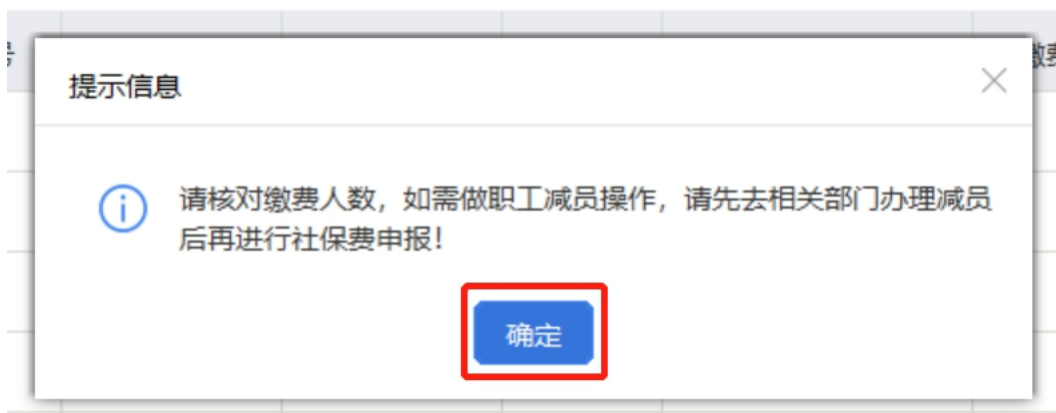 提示信息
请核对缴费人数，如需做职工减员操作，请先去相关部门办理减员
后再进行社保费申报！
确定